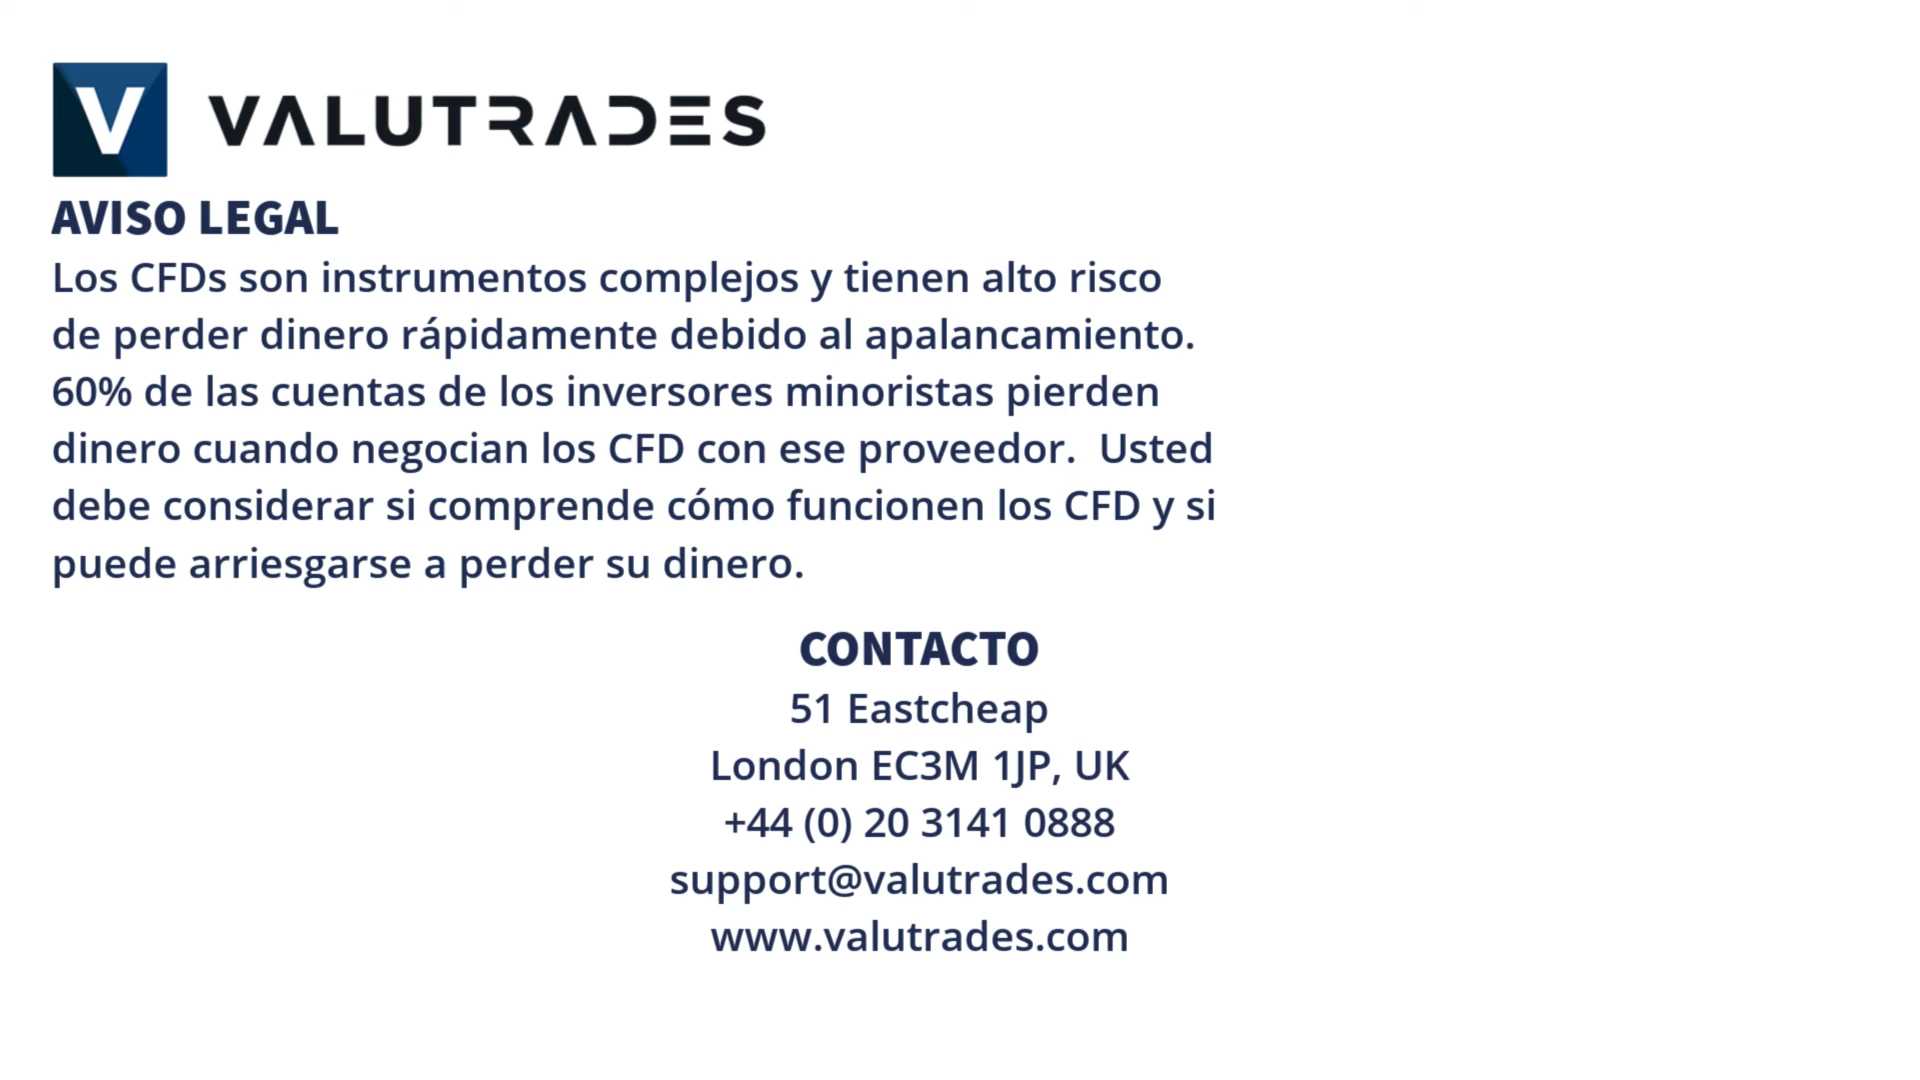 V VALUTRADES
AVISO LEGAL
Los CFDs son instrumentos complejos y tienen alto risco
de perder dinero rápidamente debido al apalancamiento.
60% de las cuentas de los inversores minoristas pierden
dinero cuando negocian los CFD con ese proveedor.  Usted
debe considerar si comprende cómo funcionen los CFD y si
puede arriesgarse a perder su dinero.
CONTACTO
51 Eastcheap
London EC3M 1JP, UK
+44 (0) 20 3141 0888
support@valutrades.com
www.valutrades.com